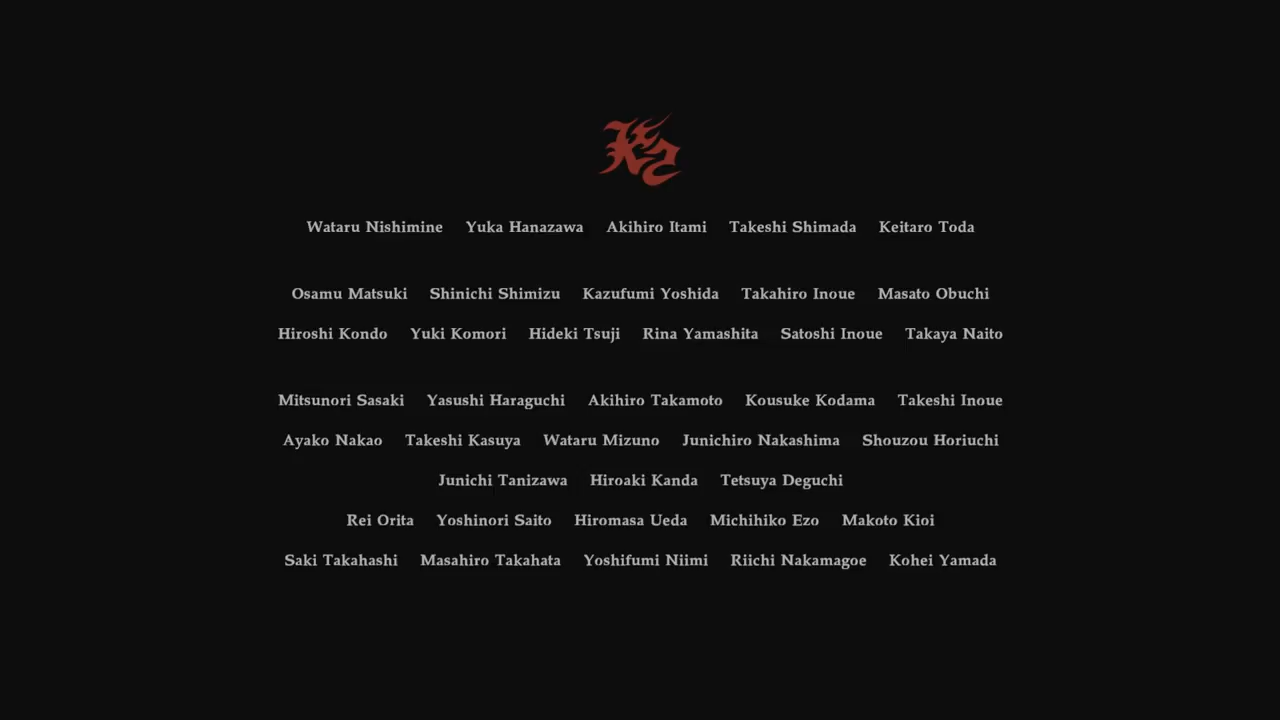 K2
Wataru Nishimine Yuka Hanazawa Akihiro Itami Takeshi Shimada Keitaro Toda
Osamu Matsuki Shinichi Shimizu Kazufumi Yoshida Takahiro Inoue Masato Obuchi
Hiroshi Kondo Yuki Komori Hideki Tsuji Rina Yamashita Satoshi Inoue Takaya Naito
Mitsunori Sasaki Yasushi Haraguchi Akihiro Takamoto Kousuke Kodama Takeshi Inoue
Ayako Nakao Takeshi Kasuya Wataru Mizuno Junichiro Nakashima Shouzou Horiuchi
Junichi Tanizawa Hiroaki Kanda Tetsuya Deguchi
Rei Orita Yoshinori Saito Hiromasa Ueda Michihiko Ezo Makoto Kioi
Saki Takahashi Masahiro Takahata Yoshifumi Niimi Riichi Nakamagoe Kohei Yamada